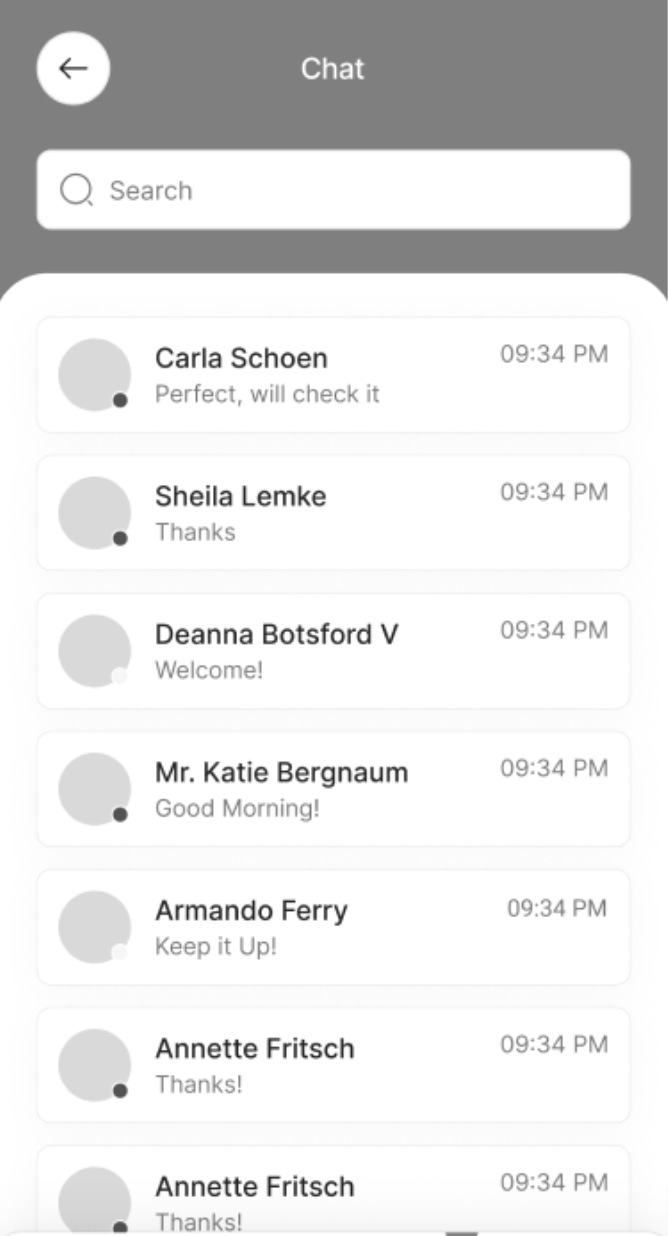 Chat
Search
Carla Schoen 09:34 PM
Perfect, will check it
Sheila Lemke 09:34 PM
Thanks
Deanna Botsford V 09:34 PM
Welcome!
Mr. Katie Bergnaum 09:34 PM
Good Morning!
Armando Ferry 09:34 PM
Keep it Up!
Annette Fritsch 09:34 PM
Thanks!
Annette Fritsch 09:34 PM
Thanks!